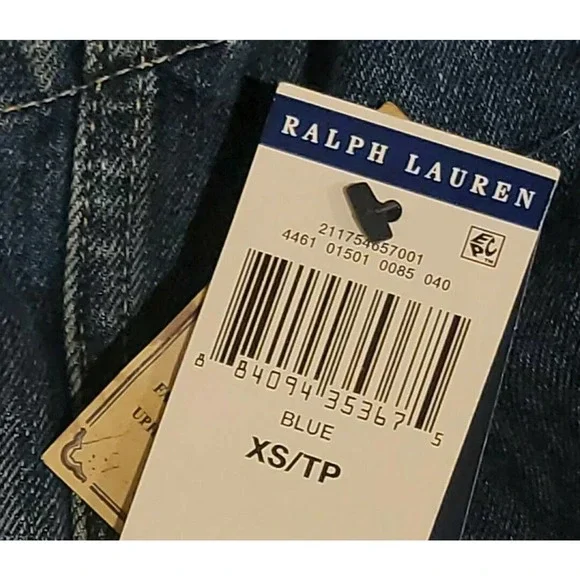 RALPH LAUREN
211754657001
4461 01501 0085 040
8 84094 35367 5
BLUE
XS/TP